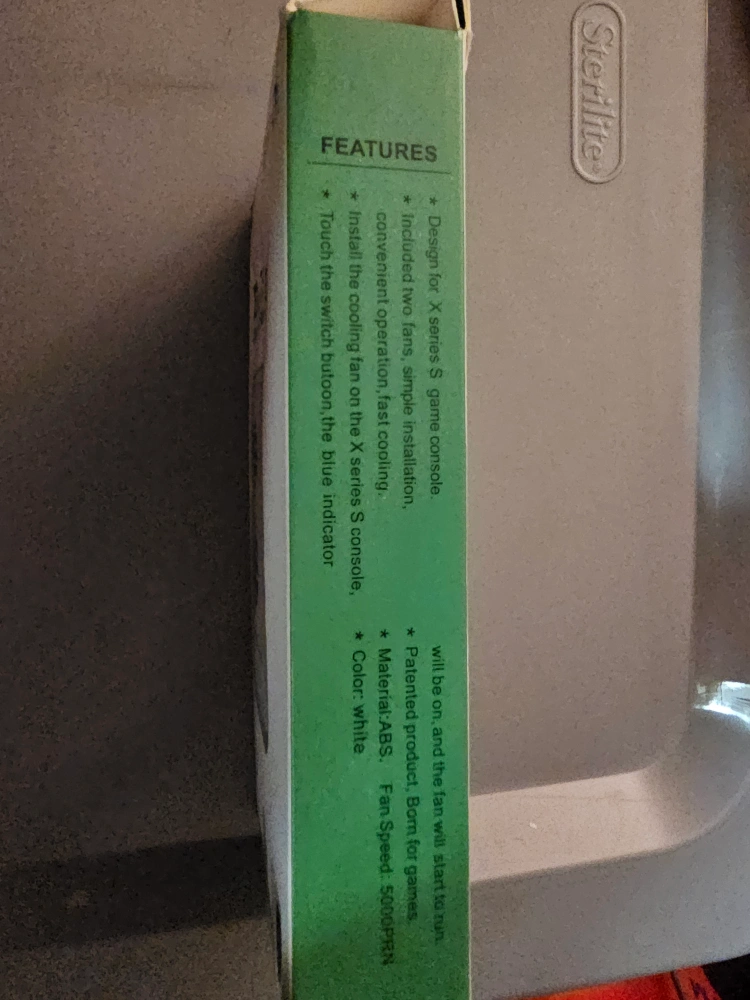 FEATURES
* Design for X series S game console.
* Included two fans, simple installation,
convenient operation, fast cooling.
* Install the cooling fan on the X series S console,
* Touch the switch butoon, the blue indicator
will be on, and the fan will start to run.
* Patented product, Born for games.
* Material:ABS. Fan Speed: 5000PRN
* Color: white
Sterilite